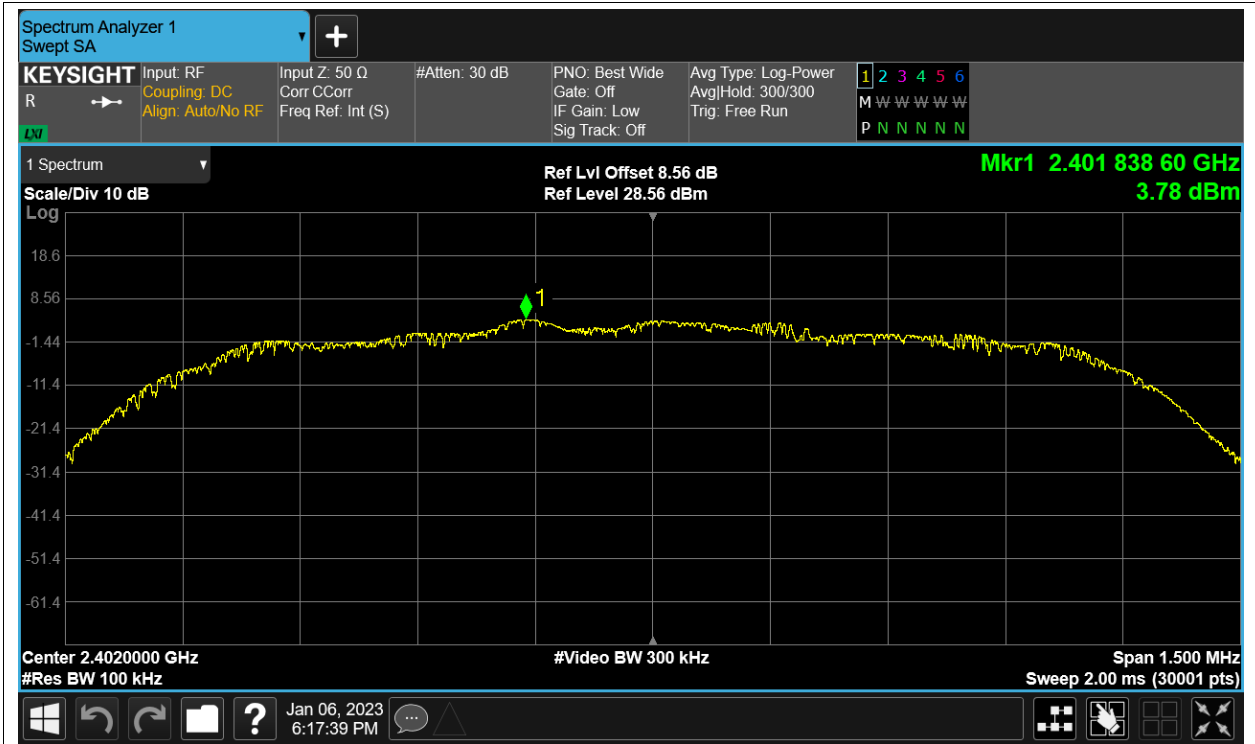 Spectrum Analyzer 1
Swept SA
+
KEYSIGHT
R
LXI
Input: RF
Coupling: DC
Align: Auto/No RF
Input Z: 50 Ω
Corr CCorr
Freq Ref: Int (S)
#Atten: 30 dB
PNO: Best Wide
Gate: Off
IF Gain: Low
Sig Track: Off
Avg Type: Log-Power
Avg|Hold: 300/300
Trig: Free Run
1 2 3 4 5 6
M W W W W W
P N N N N N
1 Spectrum
Scale/Div 10 dB
Log
Ref Lvl Offset 8.56 dB
Ref Level 28.56 dBm
Mkr1 2.401 838 60 GHz
3.78 dBm
18.6
8.56
1
-1.44
-11.4
-21.4
-31.4
-41.4
-51.4
-61.4
Center 2.4020000 GHz
#Video BW 300 kHz
Span 1.500 MHz
#Res BW 100 kHz
Sweep 2.00 ms (30001 pts)
?
Jan 06, 2023
6:17:39 PM